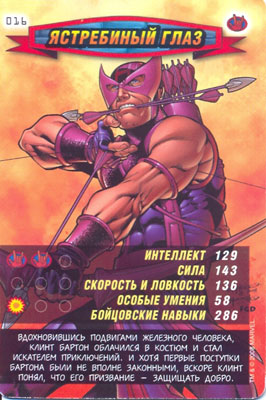 016
ЯСТРЕБИНЫЙ ГЛАЗ
ИНТЕЛЛЕКТ 129
СИЛА 143
СКОРОСТЬ И ЛОВКОСТЬ 136
ОСОБЫЕ УМЕНИЯ 58
БОЙЦОВСКИЕ НАВЫКИ 286
ВДОХНОВИВШИСЬ ПОДВИГАМИ ЖЕЛЕЗНОГО ЧЕЛОВЕКА,
КЛИНТ БАРТОН ОБЛАЧИЛСЯ В КОСТЮМ И СТАЛ
ИСКАТЕЛЕМ ПРИКЛЮЧЕНИЙ. И ХОТЯ ПЕРВЫЕ ПОСТУПКИ
БАРТОНА БЫЛИ НЕ ВПОЛНЕ ЗАКОННЫМИ, ВСКОРЕ КЛИНТ
ПОНЯЛ, ЧТО ЕГО ПРИЗВАНИЕ – ЗАЩИЩАТЬ ДОБРО.